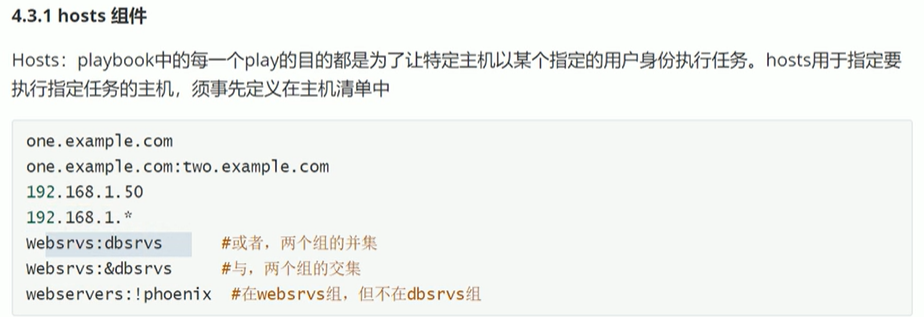 4.3.1 hosts 组件
Hosts：playbook中的每一个play的目的都是为了让特定主机以某个指定的用户身份执行任务。hosts用于指定要
执行指定任务的主机，须事先定义在主机清单中
one.example.com
one.example.com:two.example.com
192.168.1.50
192.168.1.*
Websrvs:dbsrvs #或者，两个组的并集
Websrvs:&dbsrvs #与，两个组的交集
webservers:!phoenix #在websrvs组，但不在dbsrvs组